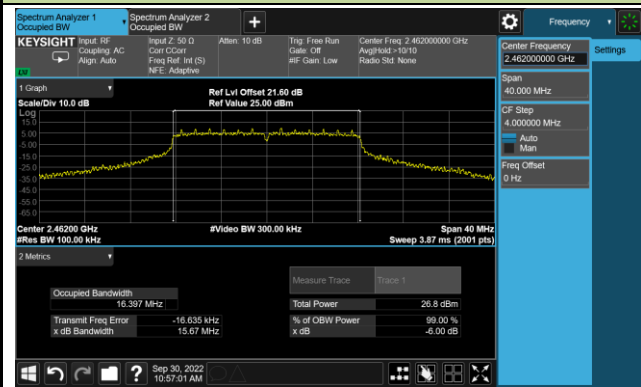 Spectrum Analyzer 1
Occupied BW
Spectrum Analyzer 2
Occupied BW
+
Frequency
KEYSIGHT
Input: RF
Coupling: AC
Align: Auto
Input Z: 50 Ω
Corr CCorr
Freq Ref: Int (S)
NFE: Adaptive
Atten: 10 dB
Trig: Free Run
Gate: Off
#IF Gain: Low
Center Freq: 2.462000000 GHz
Avg|Hold:>10/10
Radio Std: None
Center Frequency
2.462000000 GHz
Settings
Span
40.000 MHz
CF Step
4.000000 MHz
Auto
Man
Freq Offset
0 Hz
1 Graph
Scale/Div 10.0 dB
Ref Lvl Offset 21.60 dB
Ref Value 25.00 dBm
Log
15.0
5.00
-5.00
-15.0
-25.0
-35.0
-45.0
-55.0
-65.0
Center 2.46200 GHz
#Res BW 100.00 kHz
#Video BW 300.00 kHz
Span 40 MHz
Sweep 3.87 ms (2001 pts)
2 Metrics
Measure Trace
Trace 1
Occupied Bandwidth
16.397 MHz
Total Power
26.8 dBm
Transmit Freq Error
-16.635 kHz
% of OBW Power
99.00 %
x dB Bandwidth
15.67 MHz
x dB
-6.00 dB
?
Sep 30, 2022
10:57:01 AM